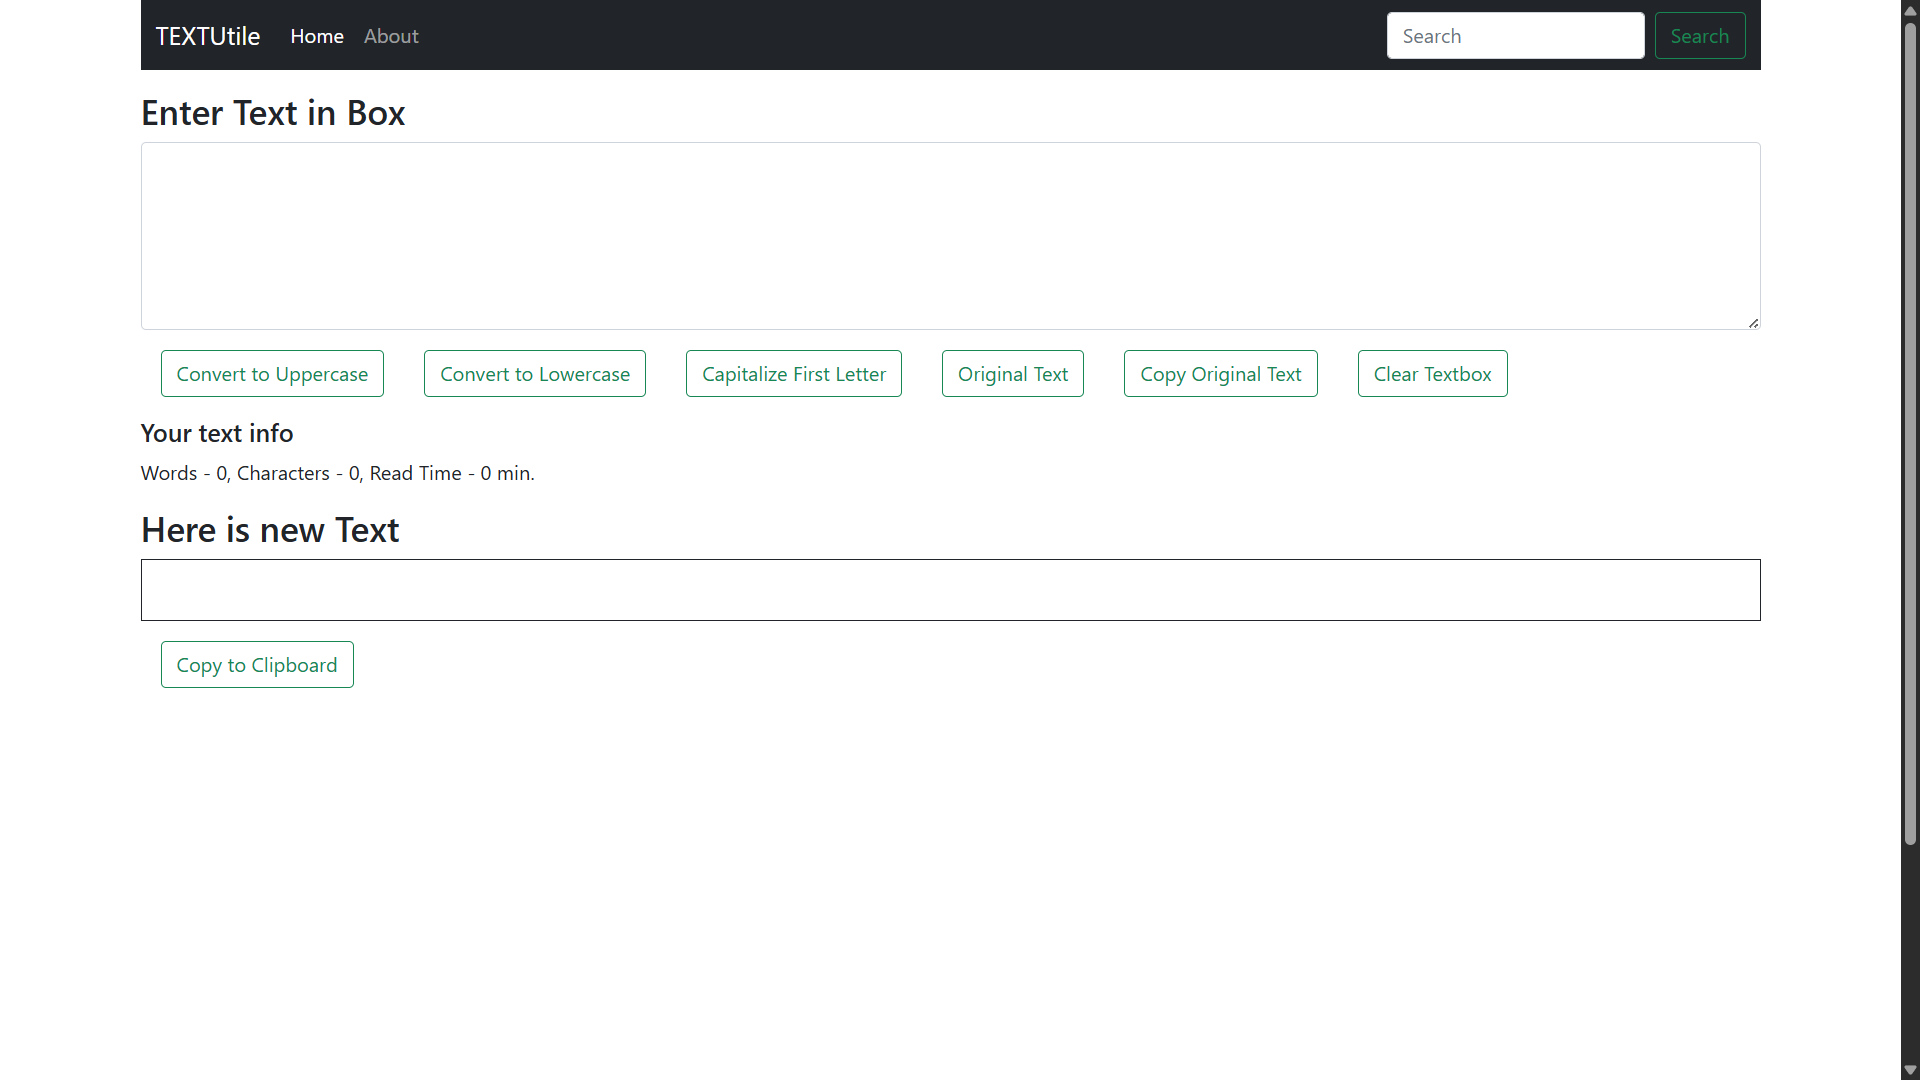 TEXTUtile Home About Search Search
Enter Text in Box
Convert to Uppercase Convert to Lowercase Capitalize First Letter Original Text Copy Original Text Clear Textbox
Your text info
Words - 0, Characters - 0, Read Time - 0 min.
Here is new Text
Copy to Clipboard